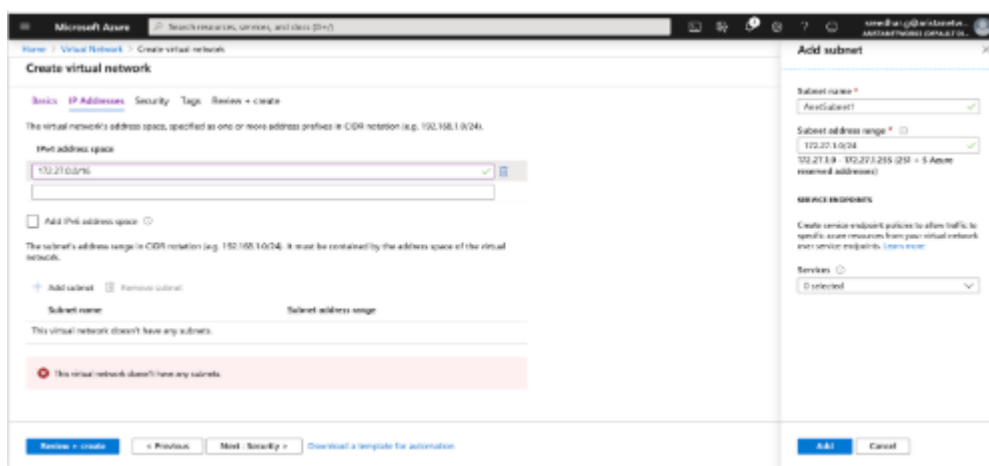 Microsoft Azure
Search resources, services, and docs (G+/)
Home > Virtual Network > Create virtual network
Create virtual network
Basics IP Addresses Security Tags Review + create
The virtual network's address space, specified as one or more address prefixes in CIDR notation (e.g. 192.168.1.0/24).
IPv4 address space
172.27.0.0/16
Add IPv6 address space
The subnet's address range in CIDR notation (e.g. 192.168.1.0/24). It must be contained by the address space of the virtual
network.
+ Add subnet Remove subnet
Subnet name Subnet address range
This virtual network doesn't have any subnets.
This virtual network doesn't have any subnets.
Review + create < Previous Next : Security > Download a template for automation
Add subnet
Subnet name *
Subnet address range *
172.27.1.0/24
172.27.1.0 - 172.27.1.255 (251 + 5 Azure
reserved addresses)
SERVICE ENDPOINTS
Create service endpoint policies to allow traffic to
specific azure resources from your virtual network
over service endpoints. Learn more
Services
0 selected
Add Cancel